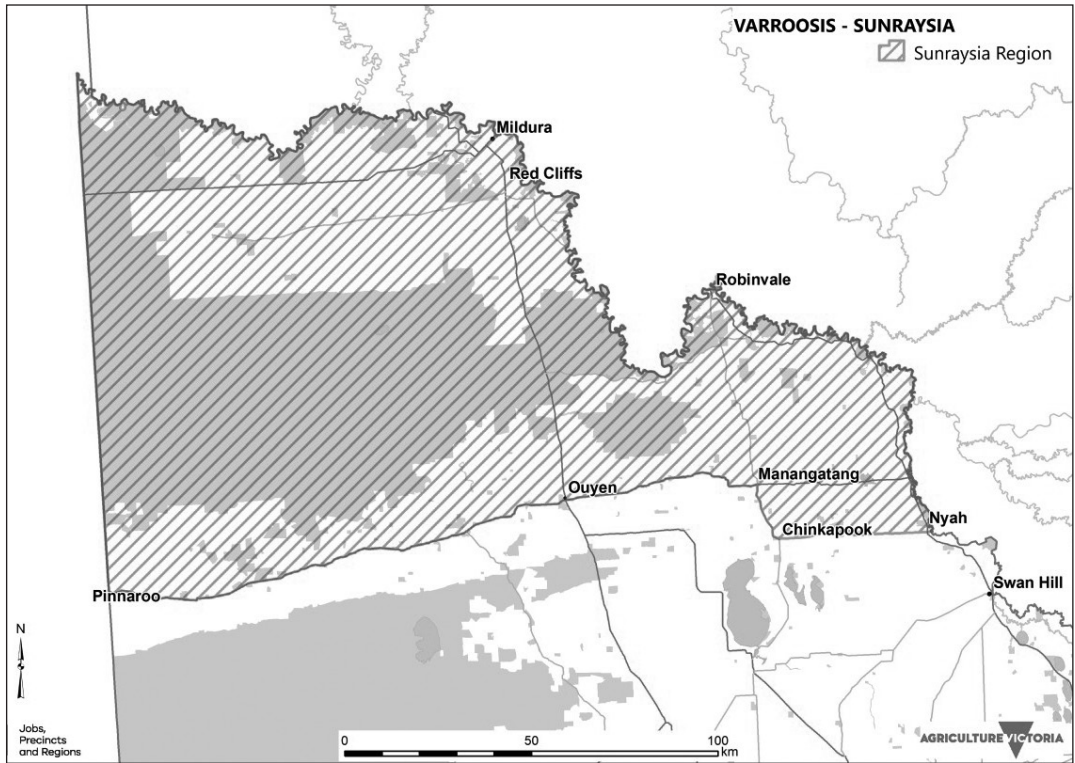 VARROOSIS - SUNRAYSIA
Sunraysia Region
Mildura
Red Cliffs
Robinvale
Manangatang
Ouyen
Chinkapook
Nyah
Swan Hill
Pinnaroo
N
Jobs,
Precincts
and Regions
0 50 100
km
AGRICULTURE VICTORIA